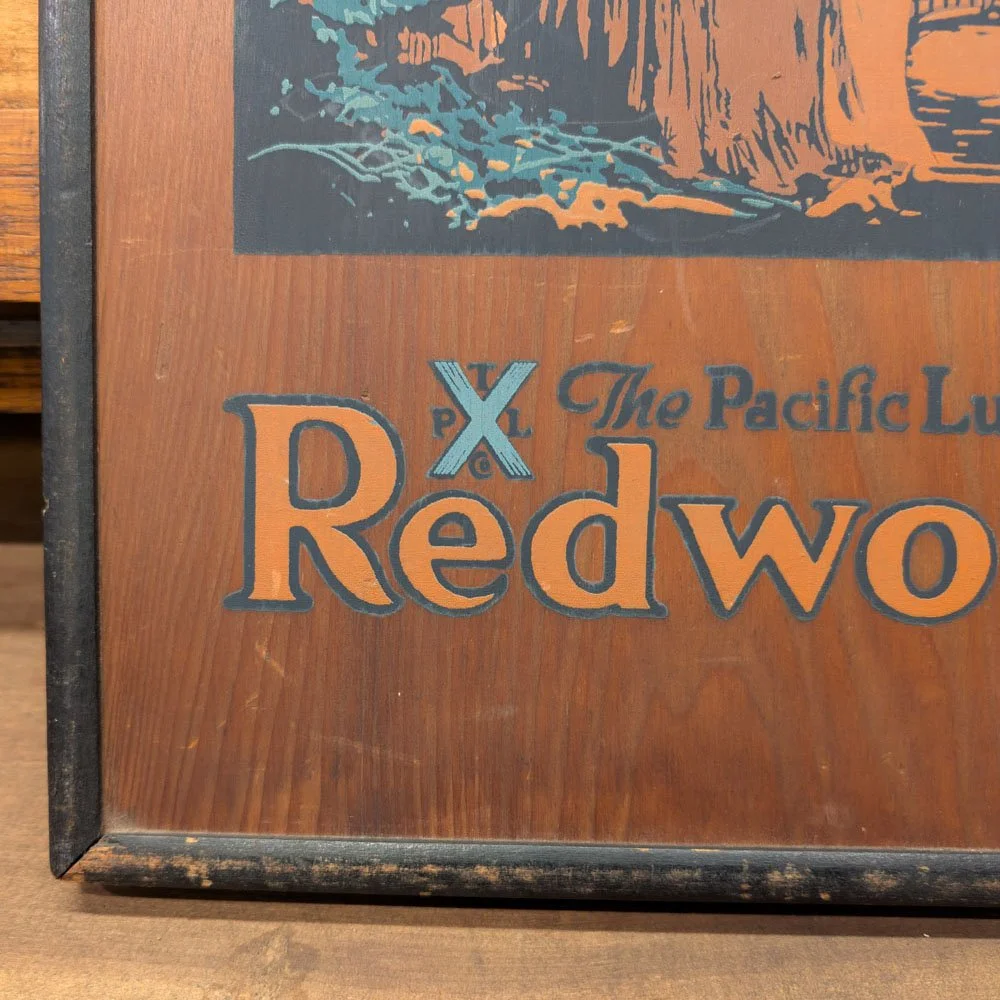 T
P X L
C
The Pacific Lu
Redwo